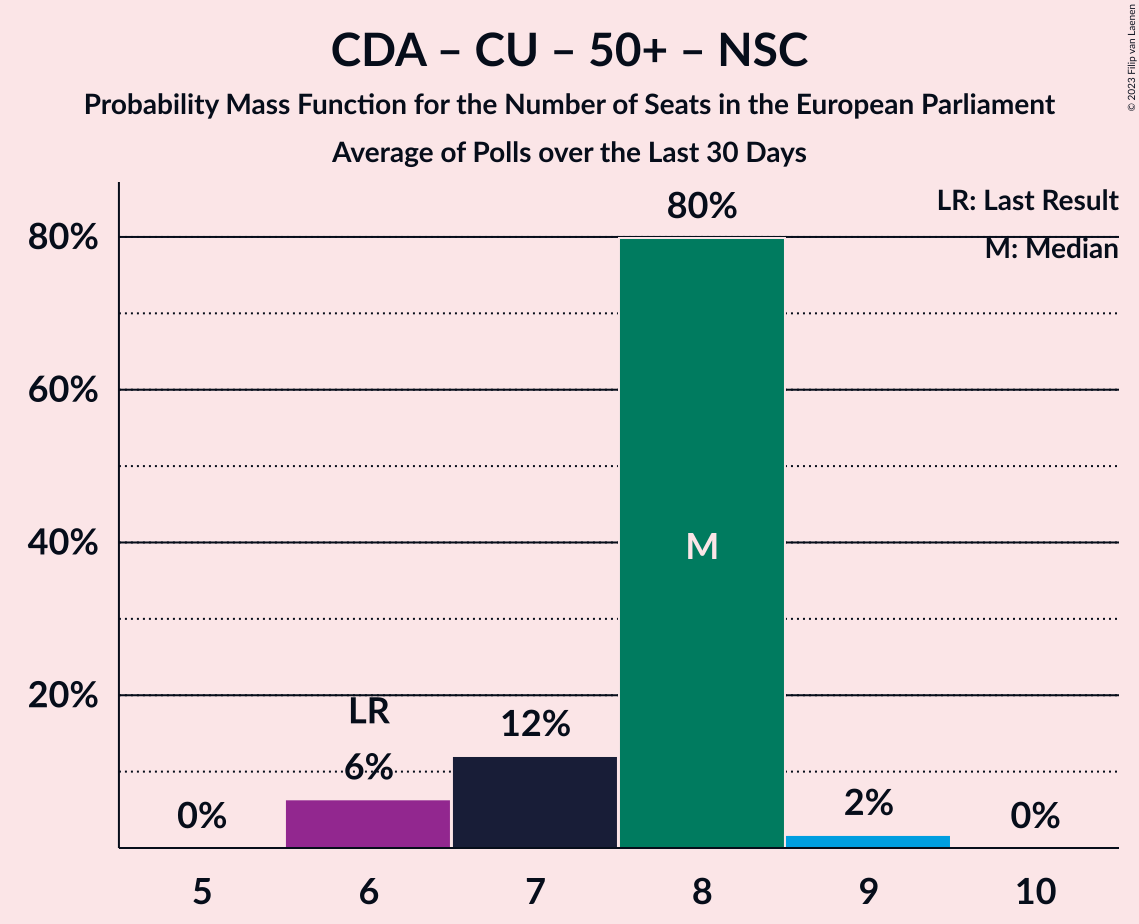 CDA – CU – 50+ – NSC
Probability Mass Function for the Number of Seats in the European Parliament
Average of Polls over the Last 30 Days
© 2023 Filip van Laenen
LR: Last Result
M: Median
80%
60%
40%
20%
0%
LR
6%
12%
80%
M
2%
0%
5
6
7
8
9
10